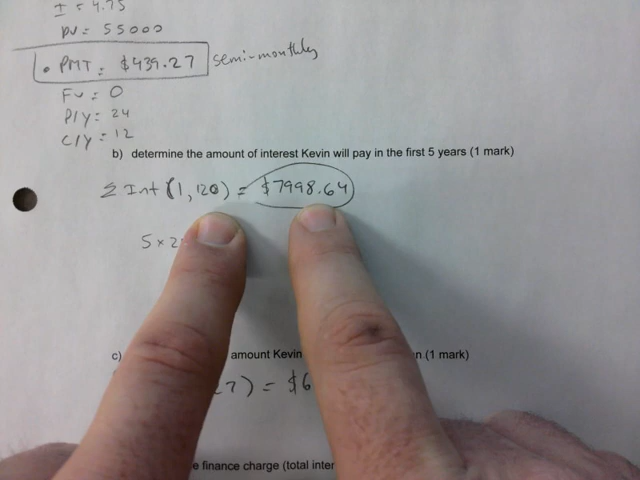 I = 4.75
PV = 55000
• PMT = $439.27 semi-monthly
FV = 0
P/Y = 24
C/Y = 12
b) determine the amount of interest Kevin will pay in the first 5 years (1 mark)
Σ Int (1, 120) = $7998.64
5 × 2
c) amount Kevin n (1 mark)
7) = $6
e finance charge (total inter